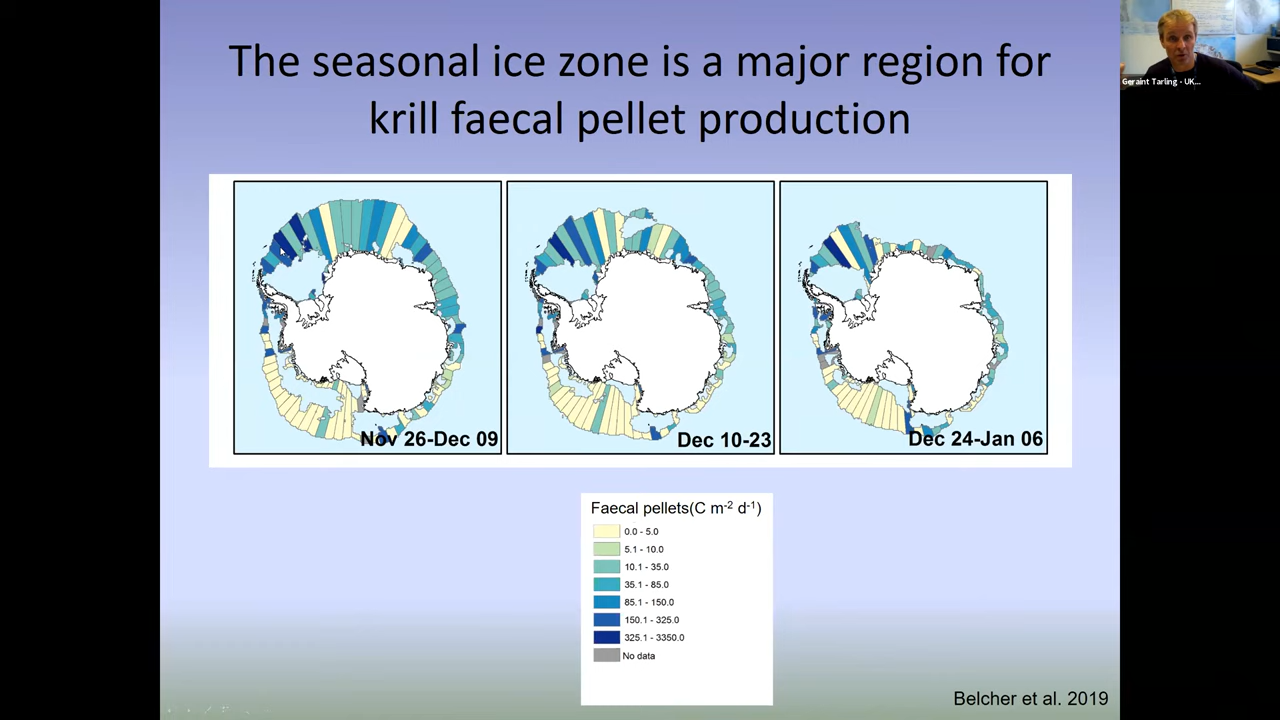 The seasonal ice zone is a major region for
krill faecal pellet production
Geraint Tarling - UK...
Nov 26-Dec 09
Dec 10-23
Dec 24-Jan 06
Faecal pellets(C m⁻² d⁻¹)
0.0 - 5.0
5.1 - 10.0
10.1 - 35.0
35.1 - 85.0
85.1 - 150.0
150.1 - 325.0
325.1 - 3350.0
No data
Belcher et al. 2019